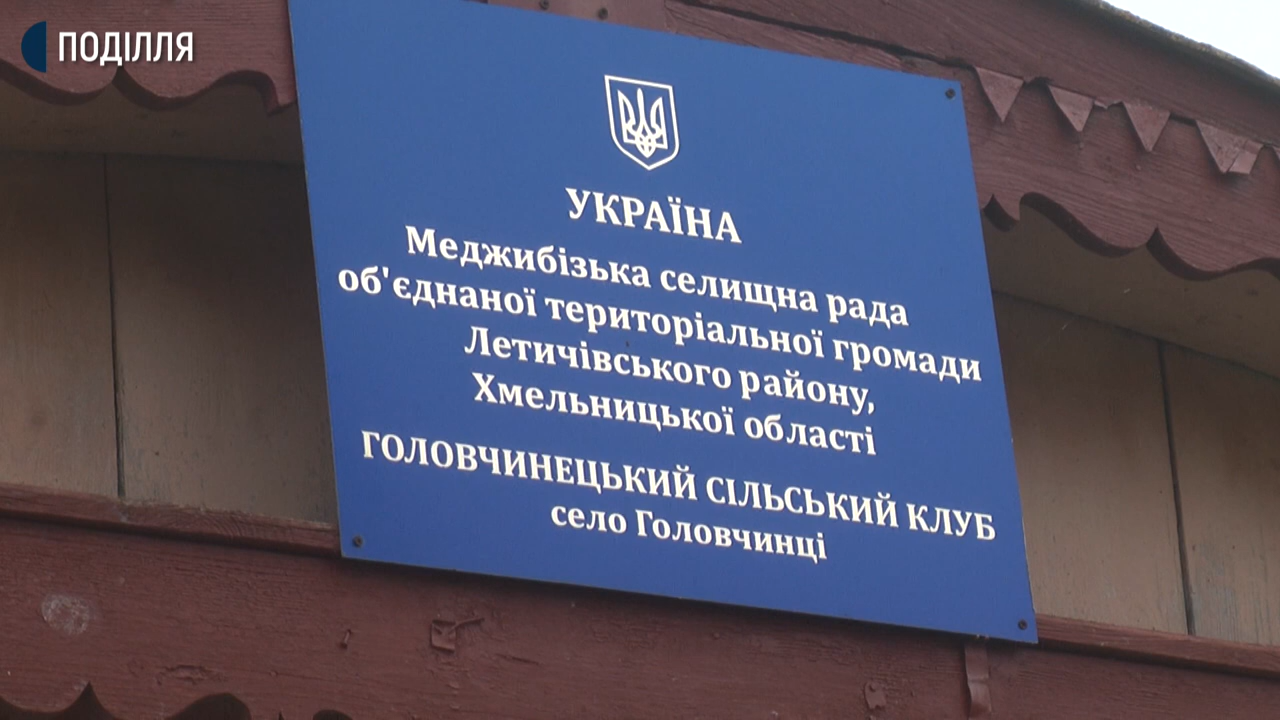 ПОДІЛЛЯ
УКРАЇНА
Меджибізька селищна рада
об'єднаної територіальної громади
Летичівського району,
Хмельницької області
ГОЛОВЧИНЕЦЬКИЙ СІЛЬСЬКИЙ КЛУБ
село Головчинці